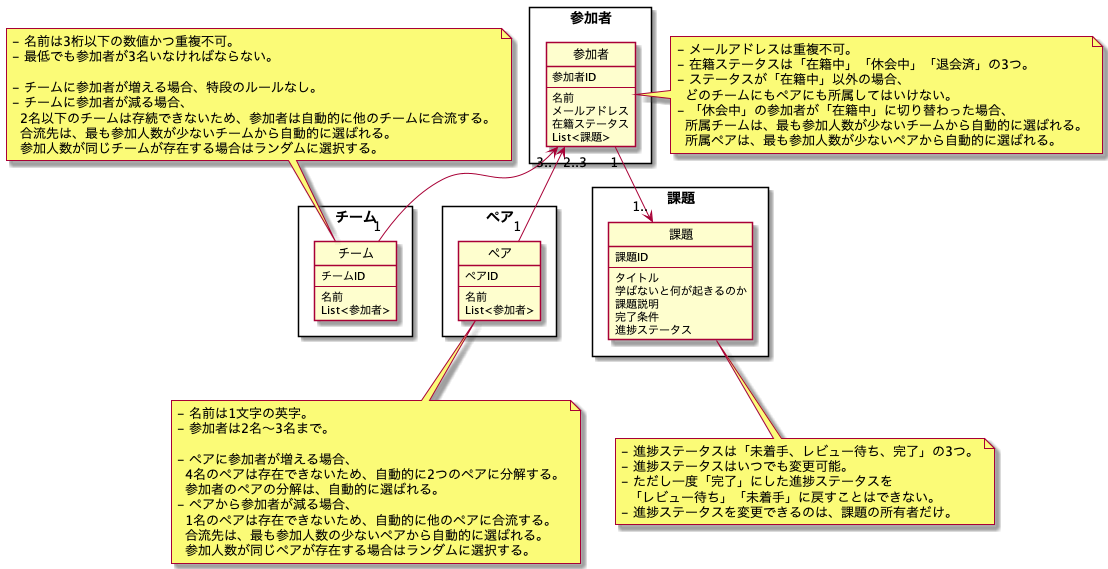 – 名前は3桁以下の数値かつ重複不可。
– 最低でも参加者が3名いなければならない。
– チームに参加者が増える場合、特段のルールなし。
– チームに参加者が減る場合、
2名以下のチームは存続できないため、参加者は自動的に他のチームに合流する。
合流先は、最も参加人数が少ないチームから自動的に選ばれる。
参加人数が同じチームが存在する場合はランダムに選択する。
参加者
参加者
参加者ID
名前
メールアドレス
在籍ステータス
List<課題>
– メールアドレスは重複不可。
– 在籍ステータスは「在籍中」「休会中」「退会済」の3つ。
– ステータスが「在籍中」以外の場合、
どのチームにもペアにも所属してはいけない。
– 「休会中」の参加者が「在籍中」に切り替わった場合、
所属チームは、最も参加人数が少ないチームから自動的に選ばれる。
所属ペアは、最も参加人数が少ないペアから自動的に選ばれる。
3..
2..3
1
1
1
1..
チーム
チーム
チームID
名前
List<参加者>
ペア
ペア
ペアID
名前
List<参加者>
課題
課題
課題ID
タイトル
学ばないと何が起きるのか
課題説明
完了条件
進捗ステータス
– 名前は1文字の英字。
– 参加者は2名〜3名まで。
– ペアに参加者が増える場合、
4名のペアは存在できないため、自動的に2つのペアに分解する。
参加者のペアの分解は、自動的に選ばれる。
– ペアから参加者が減る場合、
1名のペアは存在できないため、自動的に他のペアに合流する。
合流先は、最も参加人数の少ないペアから自動的に選ばれる。
参加人数が同じペアが存在する場合はランダムに選択する。
– 進捗ステータスは「未着手、レビュー待ち、完了」の3つ。
– 進捗ステータスはいつでも変更可能。
– ただし一度「完了」にした進捗ステータスを
「レビュー待ち」「未着手」に戻すことはできない。
– 進捗ステータスを変更できるのは、課題の所有者だけ。